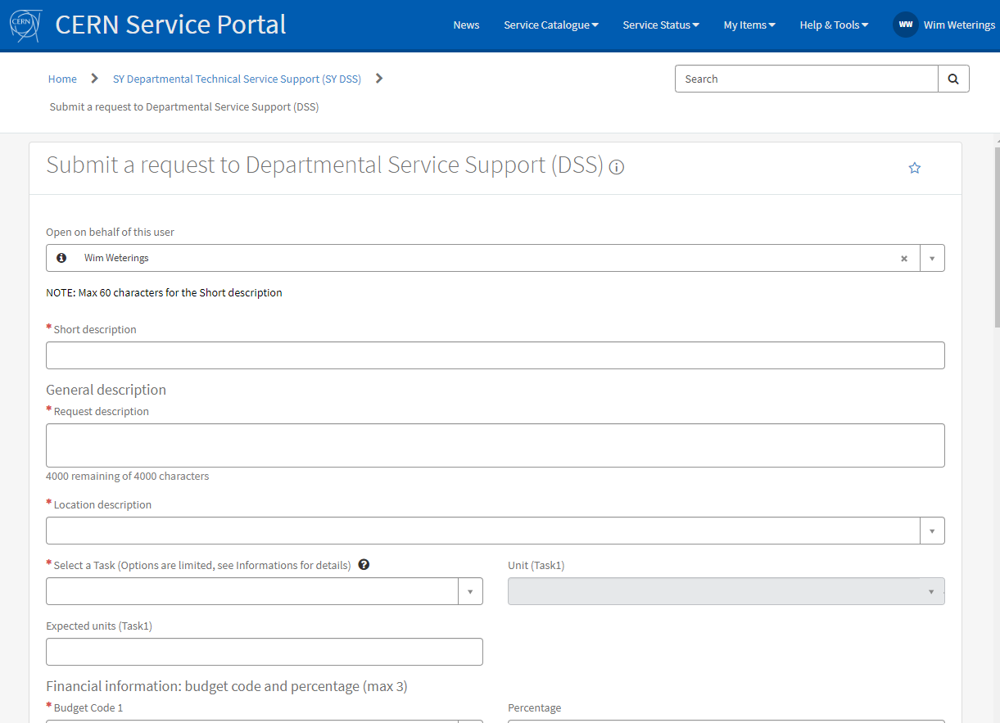 CERN
CERN Service Portal
News
Service Catalogue
Service Status
My Items
Help & Tools
WW
Wim Weterings
Home
SY Departmental Technical Service Support (SY DSS)
Submit a request to Departmental Service Support (DSS)
Search
Submit a request to Departmental Service Support (DSS)
Open on behalf of this user
Wim Weterings
NOTE: Max 60 characters for the Short description
* Short description
General description
* Request description
4000 remaining of 4000 characters
* Location description
* Select a Task (Options are limited, see Informations for details)
Unit (Task1)
Expected units (Task1)
Financial information: budget code and percentage (max 3)
* Budget Code 1
Percentage